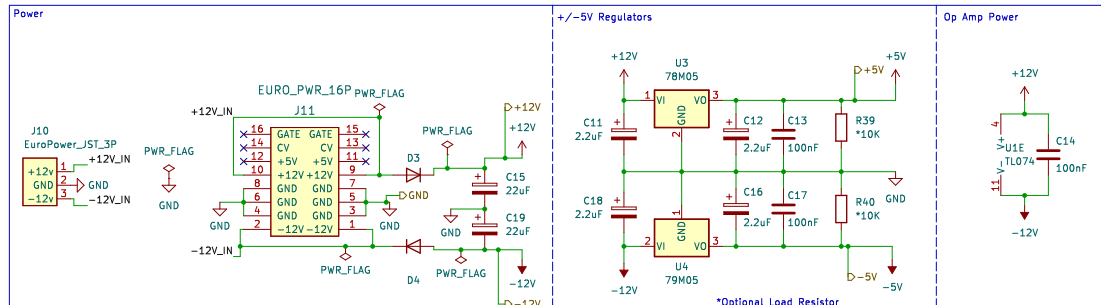 Power
J10
EuroPower_JST_3P
+12v 1 +12V_IN
GND 2 GND
-12v 3 -12V_IN
PWR_FLAG
GND
EURO_PWR_16P
J11
+12V_IN
PWR_FLAG
16 GATE GATE 15
14 CV CV 13
12 +5V +5V 11
10 +12V +12V 9
8 GND GND 7
6 GND GND 5
4 GND GND 3
2 -12V -12V 1
GND
GND
GND
-12V_IN
PWR_FLAG
D3
PWR_FLAG
+12V
+12V
C15
22uF
GND
C19
22uF
D4
PWR_FLAG
-12V
-12V
+/-5V Regulators
+12V
U3
78M05
1 VI VO 3
GND
2
+5V
+5V
C11
2.2uF
C12
2.2uF
C13
100nF
R39
*10K
GND
C18
2.2uF
C16
2.2uF
C17
100nF
R40
*10K
1
GND
2 VI VO 3
U4
79M05
-12V
-5V
-5V
*Optional Load Resistor
Op Amp Power
+12V
4
V+
U1E
TL074
V-
11
C14
100nF
-12V